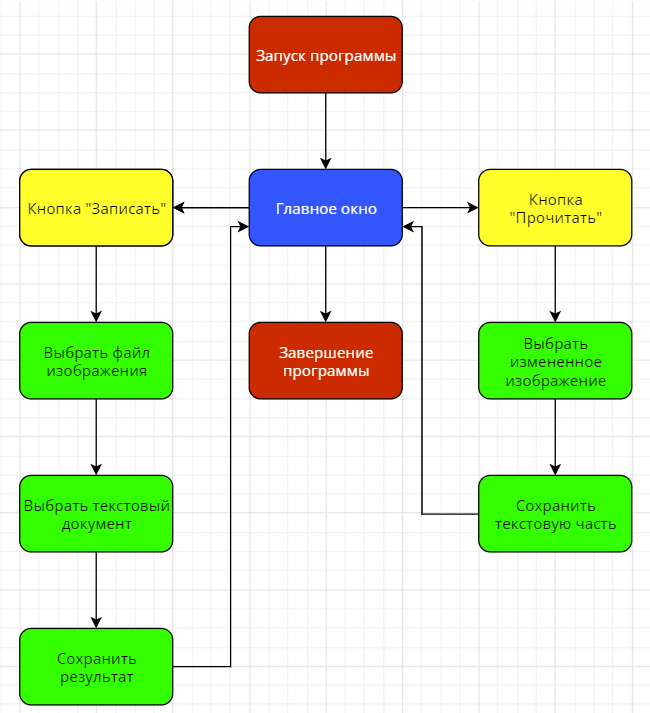 Запуск программы
Кнопка "Записать"
Главное окно
Кнопка
"Прочитать"
Выбрать файл
изображения
Завершение
программы
Выбрать
измененное
изображение
Выбрать текстовый
документ
Сохранить
текстовую часть
Сохранить
результат